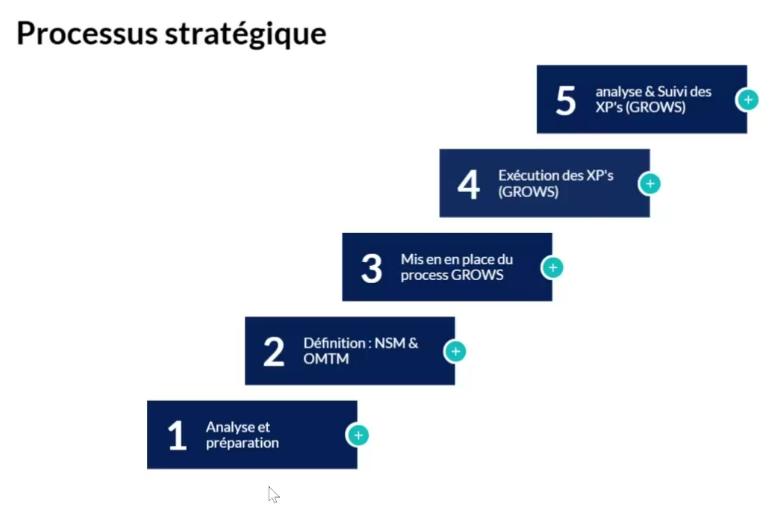 Processus stratégique
5
analyse & Suivi des
XP's (GROWS)
4
Exécution des XP's
(GROWS)
3
Mis en en place du
process GROWS
2
Définition : NSM &
OMTM
1
Analyse et
préparation